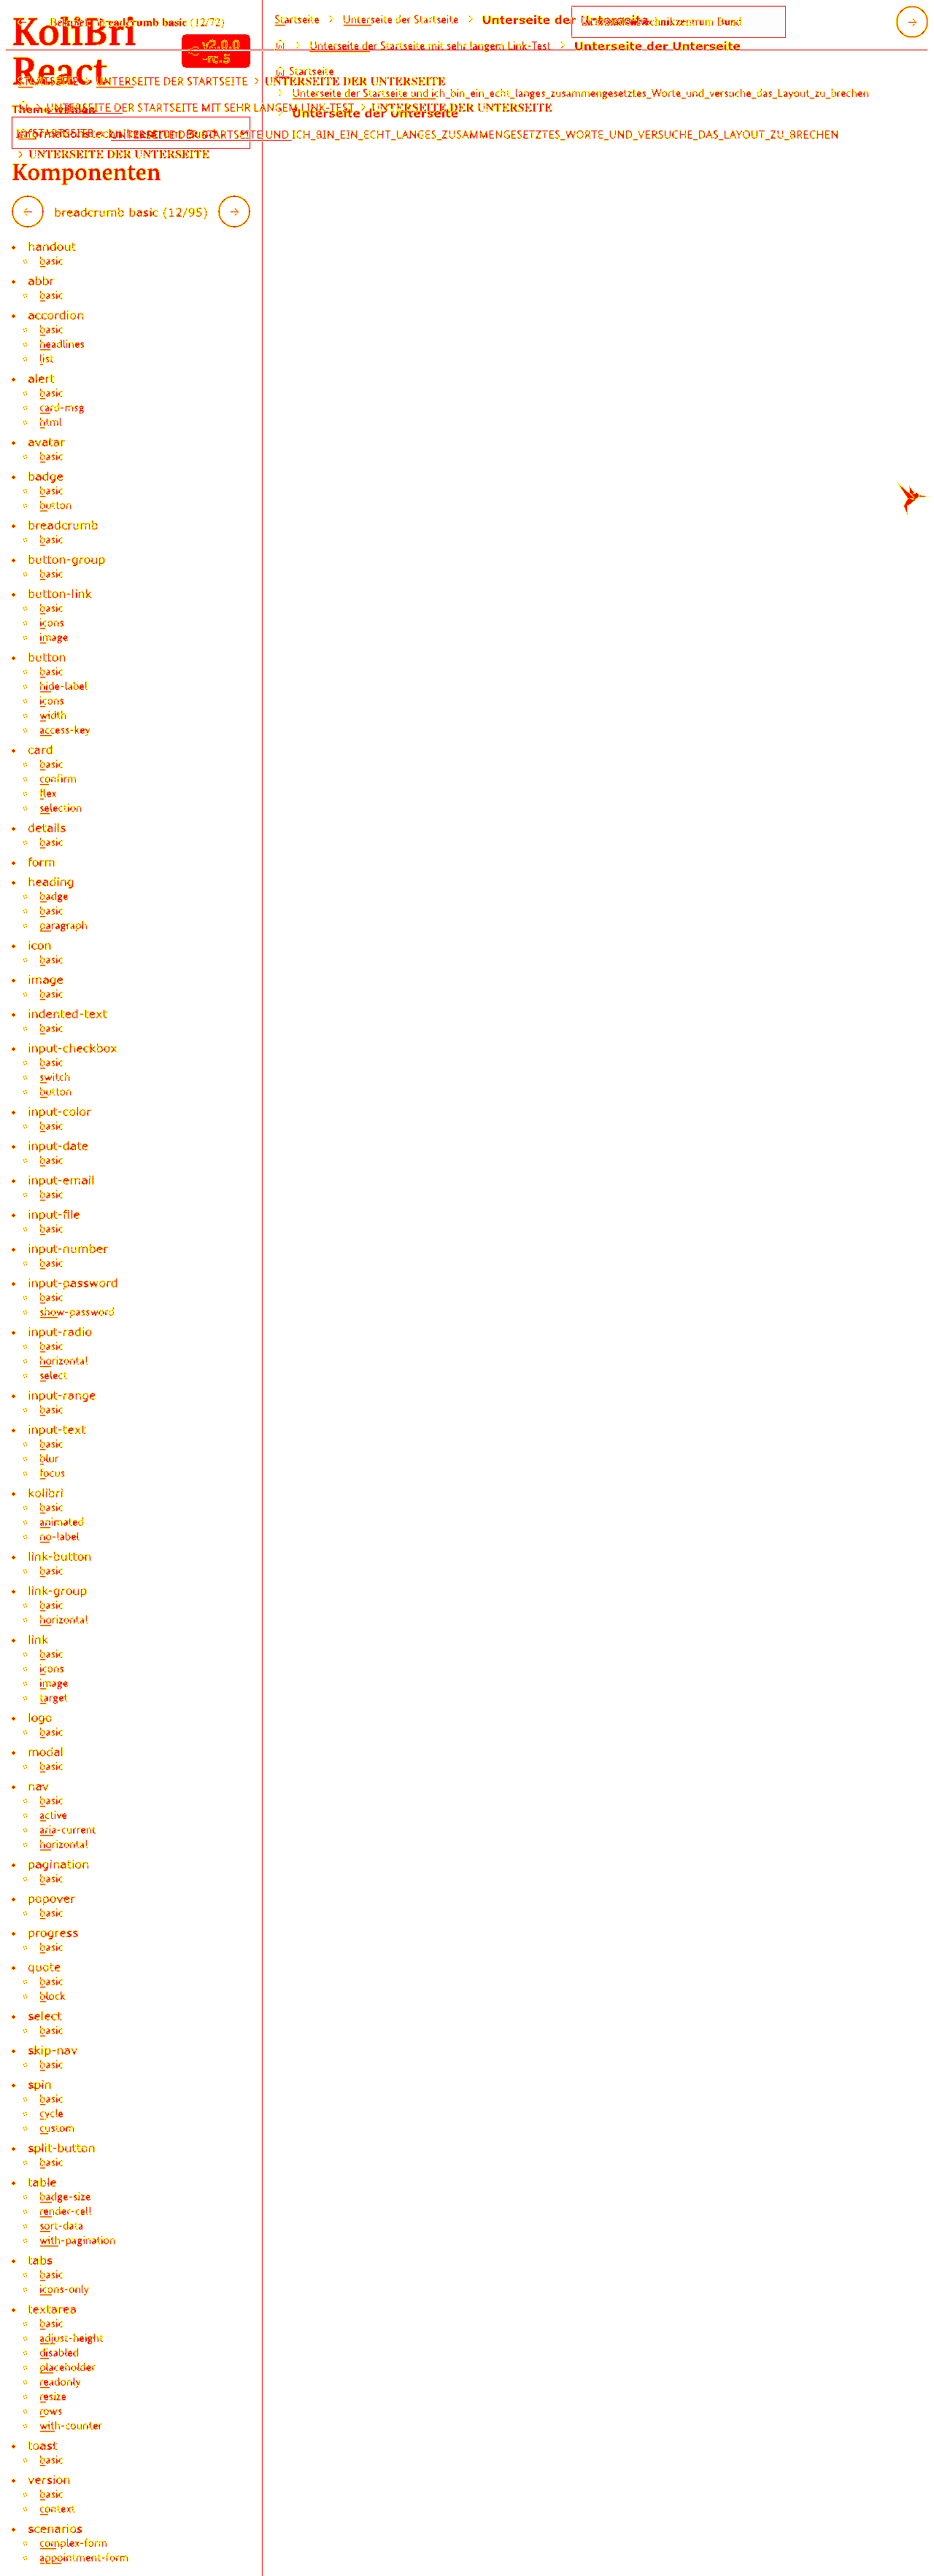 KoliBri
React
v2.0.0
-rc.5
Beispiel breadcrumb basic (12/72)
Startseite
Unterseite der Startseite
Unterseite der Unterseite
Unterseite der Startseite mit sehr langem Link-Test
Unterseite der Unterseite
Startseite
Unterseite der Startseite und ich_bin_ein_echt_langes_zusammengesetztes_Worte_und_versuche_das_Layout_zu_brechen
Unterseite der Unterseite
STARTSEITE
UNTERSEITE DER STARTSEITE
UNTERSEITE DER UNTERSEITE
UNTERSEITE DER STARTSEITE MIT SEHR LANGEM LINK-TEST
UNTERSEITE DER UNTERSEITE
Theme wählen
STARTSEITE
UNTERSEITE DER STARTSEITE UND ICH_BIN_EIN_ECHT_LANGES_ZUSAMMENGESETZTES_WORTE_UND_VERSUCHE_DAS_LAYOUT_ZU_BRECHEN
UNTERSEITE DER UNTERSEITE
Komponenten
breadcrumb basic (12/95)
handout
basic
abbr
basic
accordion
basic
headlines
list
alert
basic
card-msg
html
avatar
basic
badge
basic
button
breadcrumb
basic
button-group
basic
button-link
basic
icons
image
button
basic
hide-label
icons
width
access-key
card
basic
confirm
flex
selection
details
basic
form
heading
badge
basic
paragraph
icon
basic
image
basic
indented-text
basic
input-checkbox
basic
switch
button
input-color
basic
input-date
basic
input-email
basic
input-file
basic
input-number
basic
input-password
basic
show-password
input-radio
basic
horizontal
select
input-range
basic
input-text
basic
blur
focus
kolibri
basic
animated
no-label
link-button
basic
link-group
basic
horizontal
link
basic
icons
image
target
logo
basic
modal
basic
nav
basic
active
aria-current
horizontal
pagination
basic
popover
basic
progress
basic
quote
basic
block
select
basic
skip-nav
basic
spin
basic
cycle
custom
split-button
basic
table
badge-size
render-cell
sort-data
with-pagination
tabs
basic
icons-only
textarea
basic
adjust-height
disabled
placeholder
readonly
resize
rows
with-counter
toast
basic
version
basic
context
scenarios
complex-form
appointment-form